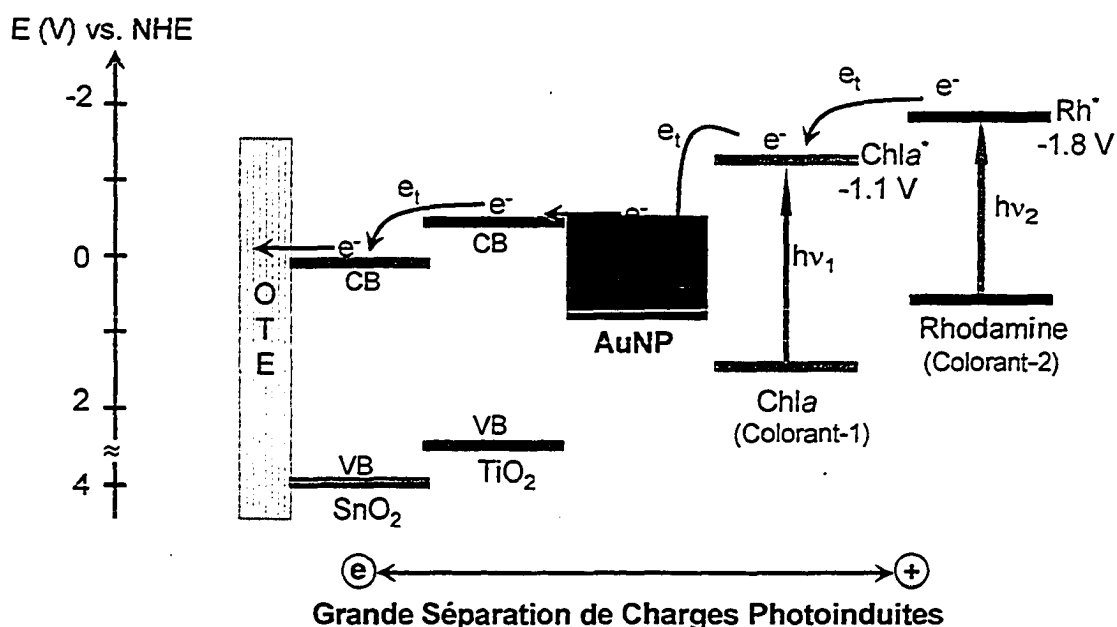 E (V) vs. NHE
-2
0
2
≈
4
O
T
E
e⁻
CB
VB
SnO₂
eₜ
e⁻
CB
VB
TiO₂
e⁻
AuNP
eₜ
e⁻
Chla*
-1.1 V
hν₁
Chla
(Colorant-1)
eₜ
e⁻
Rh*
-1.8 V
hν₂
Rhodamine
(Colorant-2)
e
+
Grande Séparation de Charges Photoinduites